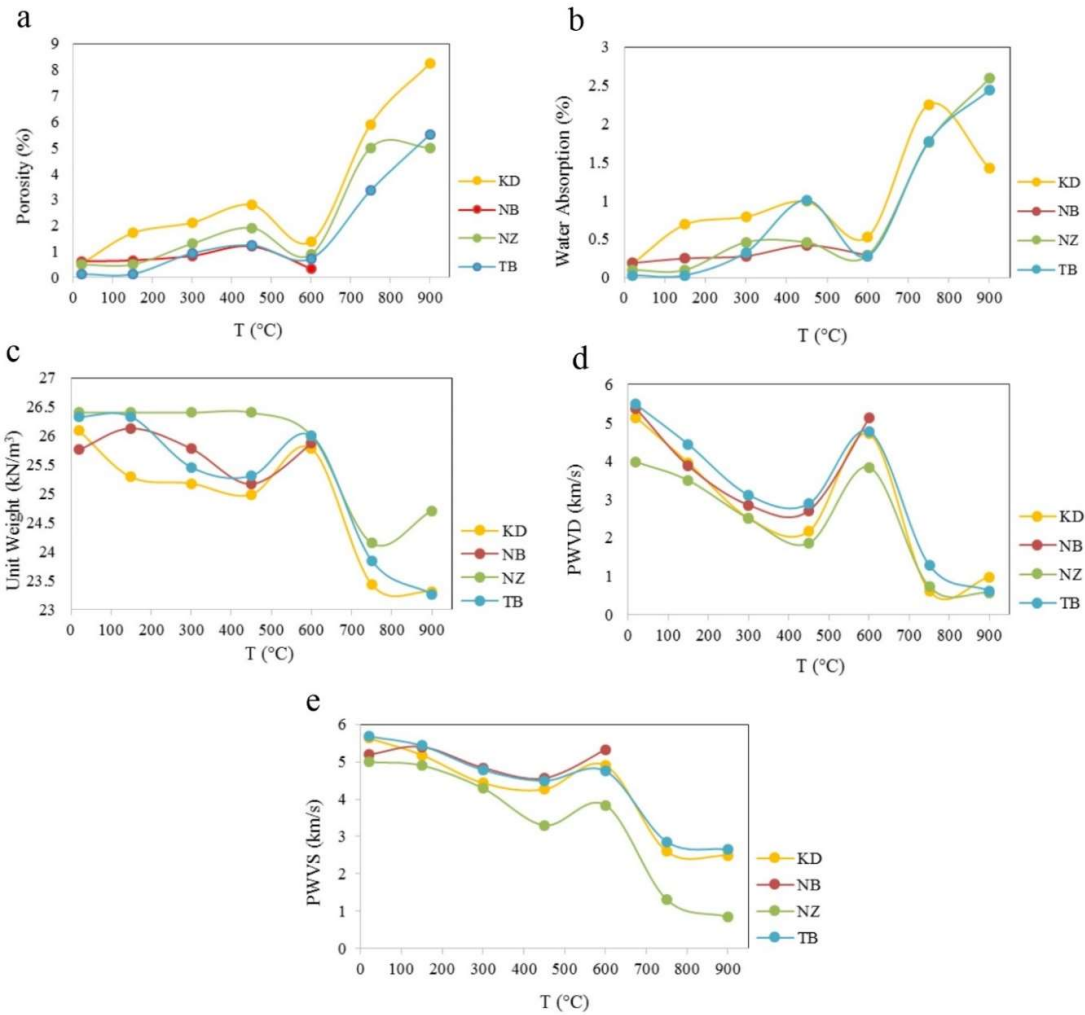 a
9
8
7
6
5
4
3
2
1
0
Porosity (%)
0 100 200 300 400 500 600 700 800 900
T (°C)
KD
NB
NZ
TB
b
3
2.5
2
1.5
1
0.5
0
Water Absorption (%)
0 100 200 300 400 500 600 700 800 900
T (°C)
KD
NB
NZ
TB
c
27
26.5
26
25.5
25
24.5
24
23.5
23
Unit Weight (kN/m³)
0 100 200 300 400 500 600 700 800 900
T (°C)
KD
NB
NZ
TB
d
6
5
4
3
2
1
0
PWVD (km/s)
0 100 200 300 400 500 600 700 800 900
T (°C)
KD
NB
NZ
TB
e
6
5
4
3
2
1
0
PWVS (km/s)
0 100 200 300 400 500 600 700 800 900
T (°C)
KD
NB
NZ
TB